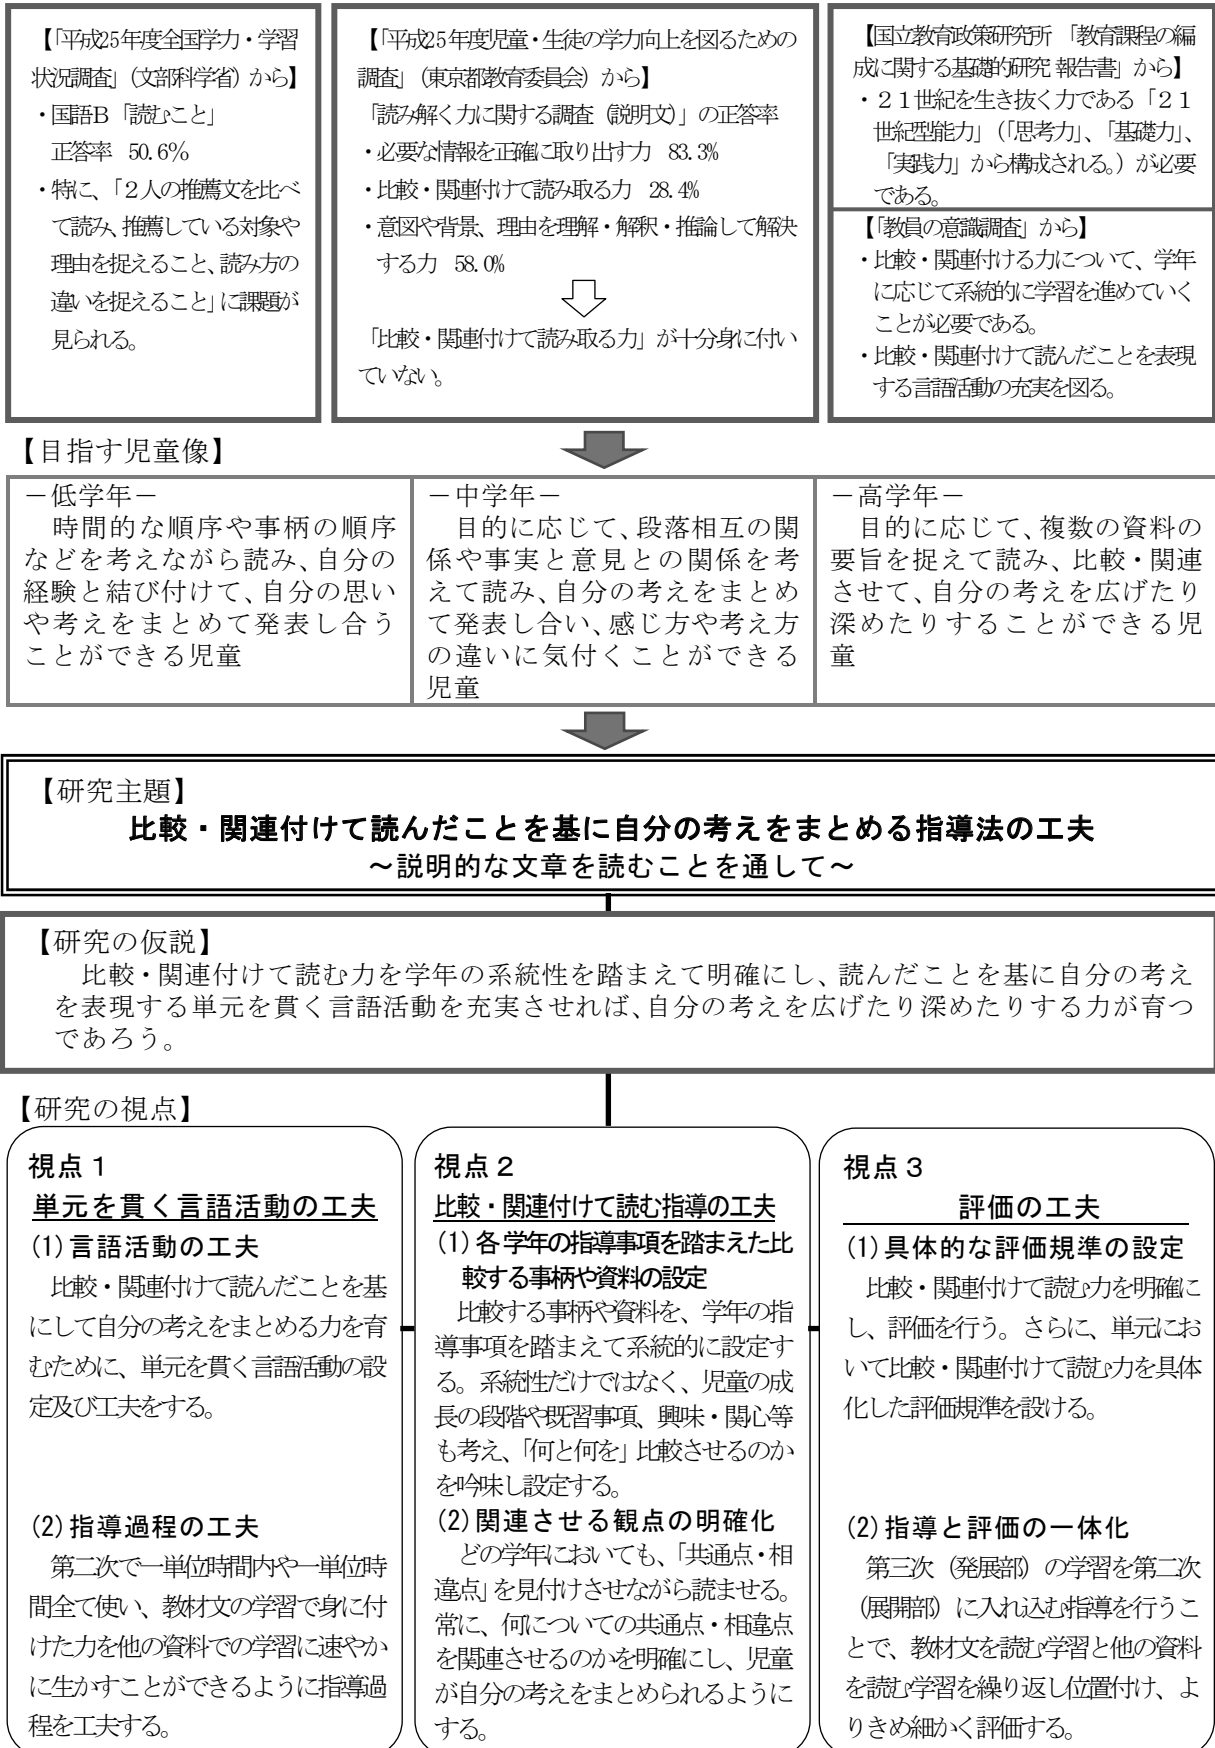 【「平成25年度全国学力・学習
状況調査」(文部科学省)から】
・国語B「読むこと」
正答率 50.6%
・特に、「2人の推薦文を比べ
て読み、推薦している対象や
理由を捉えること、読み方の
違いを捉えること」に課題が
見られる。
【「平成25年度児童・生徒の学力向上を図るための
調査」(東京都教育委員会)から】
「読み解く力に関する調査(説明文)」の正答率
・必要な情報を正確に取り出す力 83.3%
・比較・関連付けて読み取る力 28.4%
・意図や背景、理由を理解・解釈・推論して解決
する力 58.0%
「比較・関連付けて読み取る力」が十分身に付い
ていない。
【国立教育政策研究所 「教育課程の編
成に関する基礎的研究 報告書」から】
・21世紀を生き抜く力である「21
世紀型能力」(「思考力」、「基礎力」、
「実践力」から構成される。)が必要
である。
【「教員の意識調査」から】
・比較・関連付ける力について、学年
に応じて系統的に学習を進めていく
ことが必要である。
・比較・関連付けて読んだことを表現
する言語活動の充実を図る。
【目指す児童像】
-低学年-
時間的な順序や事柄の順序
などを考えながら読み、自分の
経験と結び付けて、自分の思い
や考えをまとめて発表し合う
ことができる児童
-中学年-
目的に応じて、段落相互の関
係や事実と意見との関係を考
えて読み、自分の考えをまとめ
て発表し合い、感じ方や考え方
の違いに気付くことができる
児童
-高学年-
目的に応じて、複数の資料の
要旨を捉えて読み、比較・関連
させて、自分の考えを広げたり
深めたりすることができる児
童
【研究主題】
比較・関連付けて読んだことを基に自分の考えをまとめる指導法の工夫
~説明的な文章を読むことを通して~
【研究の仮説】
比較・関連付けて読む力を学年の系統性を踏まえて明確にし、読んだことを基に自分の考え
を表現する単元を貫く言語活動を充実させれば、自分の考えを広げたり深めたりする力が育つ
であろう。
【研究の視点】
視点1
単元を貫く言語活動の工夫
(1)言語活動の工夫
比較・関連付けて読んだことを基
にして自分の考えをまとめる力を育
むために、単元を貫く言語活動の設
定及び工夫をする。
(2)指導過程の工夫
第二次で一単位時間内や一単位時
間全て使い、教材文の学習で身に付
けた力を他の資料での学習に速やか
に生かすことができるように指導過
程を工夫する。
視点2
比較・関連付けて読む指導の工夫
(1)各学年の指導事項を踏まえた比
較する事柄や資料の設定
比較する事柄や資料を、学年の指
導事項を踏まえて系統的に設定す
る。系統性だけではなく、児童の成
長の段階や既習事項、興味・関心等
も考え、「何と何を」比較させるのか
を吟味し設定する。
(2)関連させる観点の明確化
どの学年においても、「共通点・相
違点」を見付けさせながら読ませる。
常に、何についての共通点・相違点
を関連させるのかを明確にし、児童
が自分の考えをまとめられるように
する。
視点3
評価の工夫
(1)具体的な評価規準の設定
比較・関連付けて読む力を明確に
し、評価を行う。さらに、単元にお
いて比較・関連付けて読む力を具体
化した評価規準を設ける。
(2)指導と評価の一体化
第三次(発展部)の学習を第二次
(展開部)に入れ込む指導を行うこ
とで、教材文を読む学習と他の資料
を読む学習を繰り返し位置付け、よ
りきめ細かく評価する。